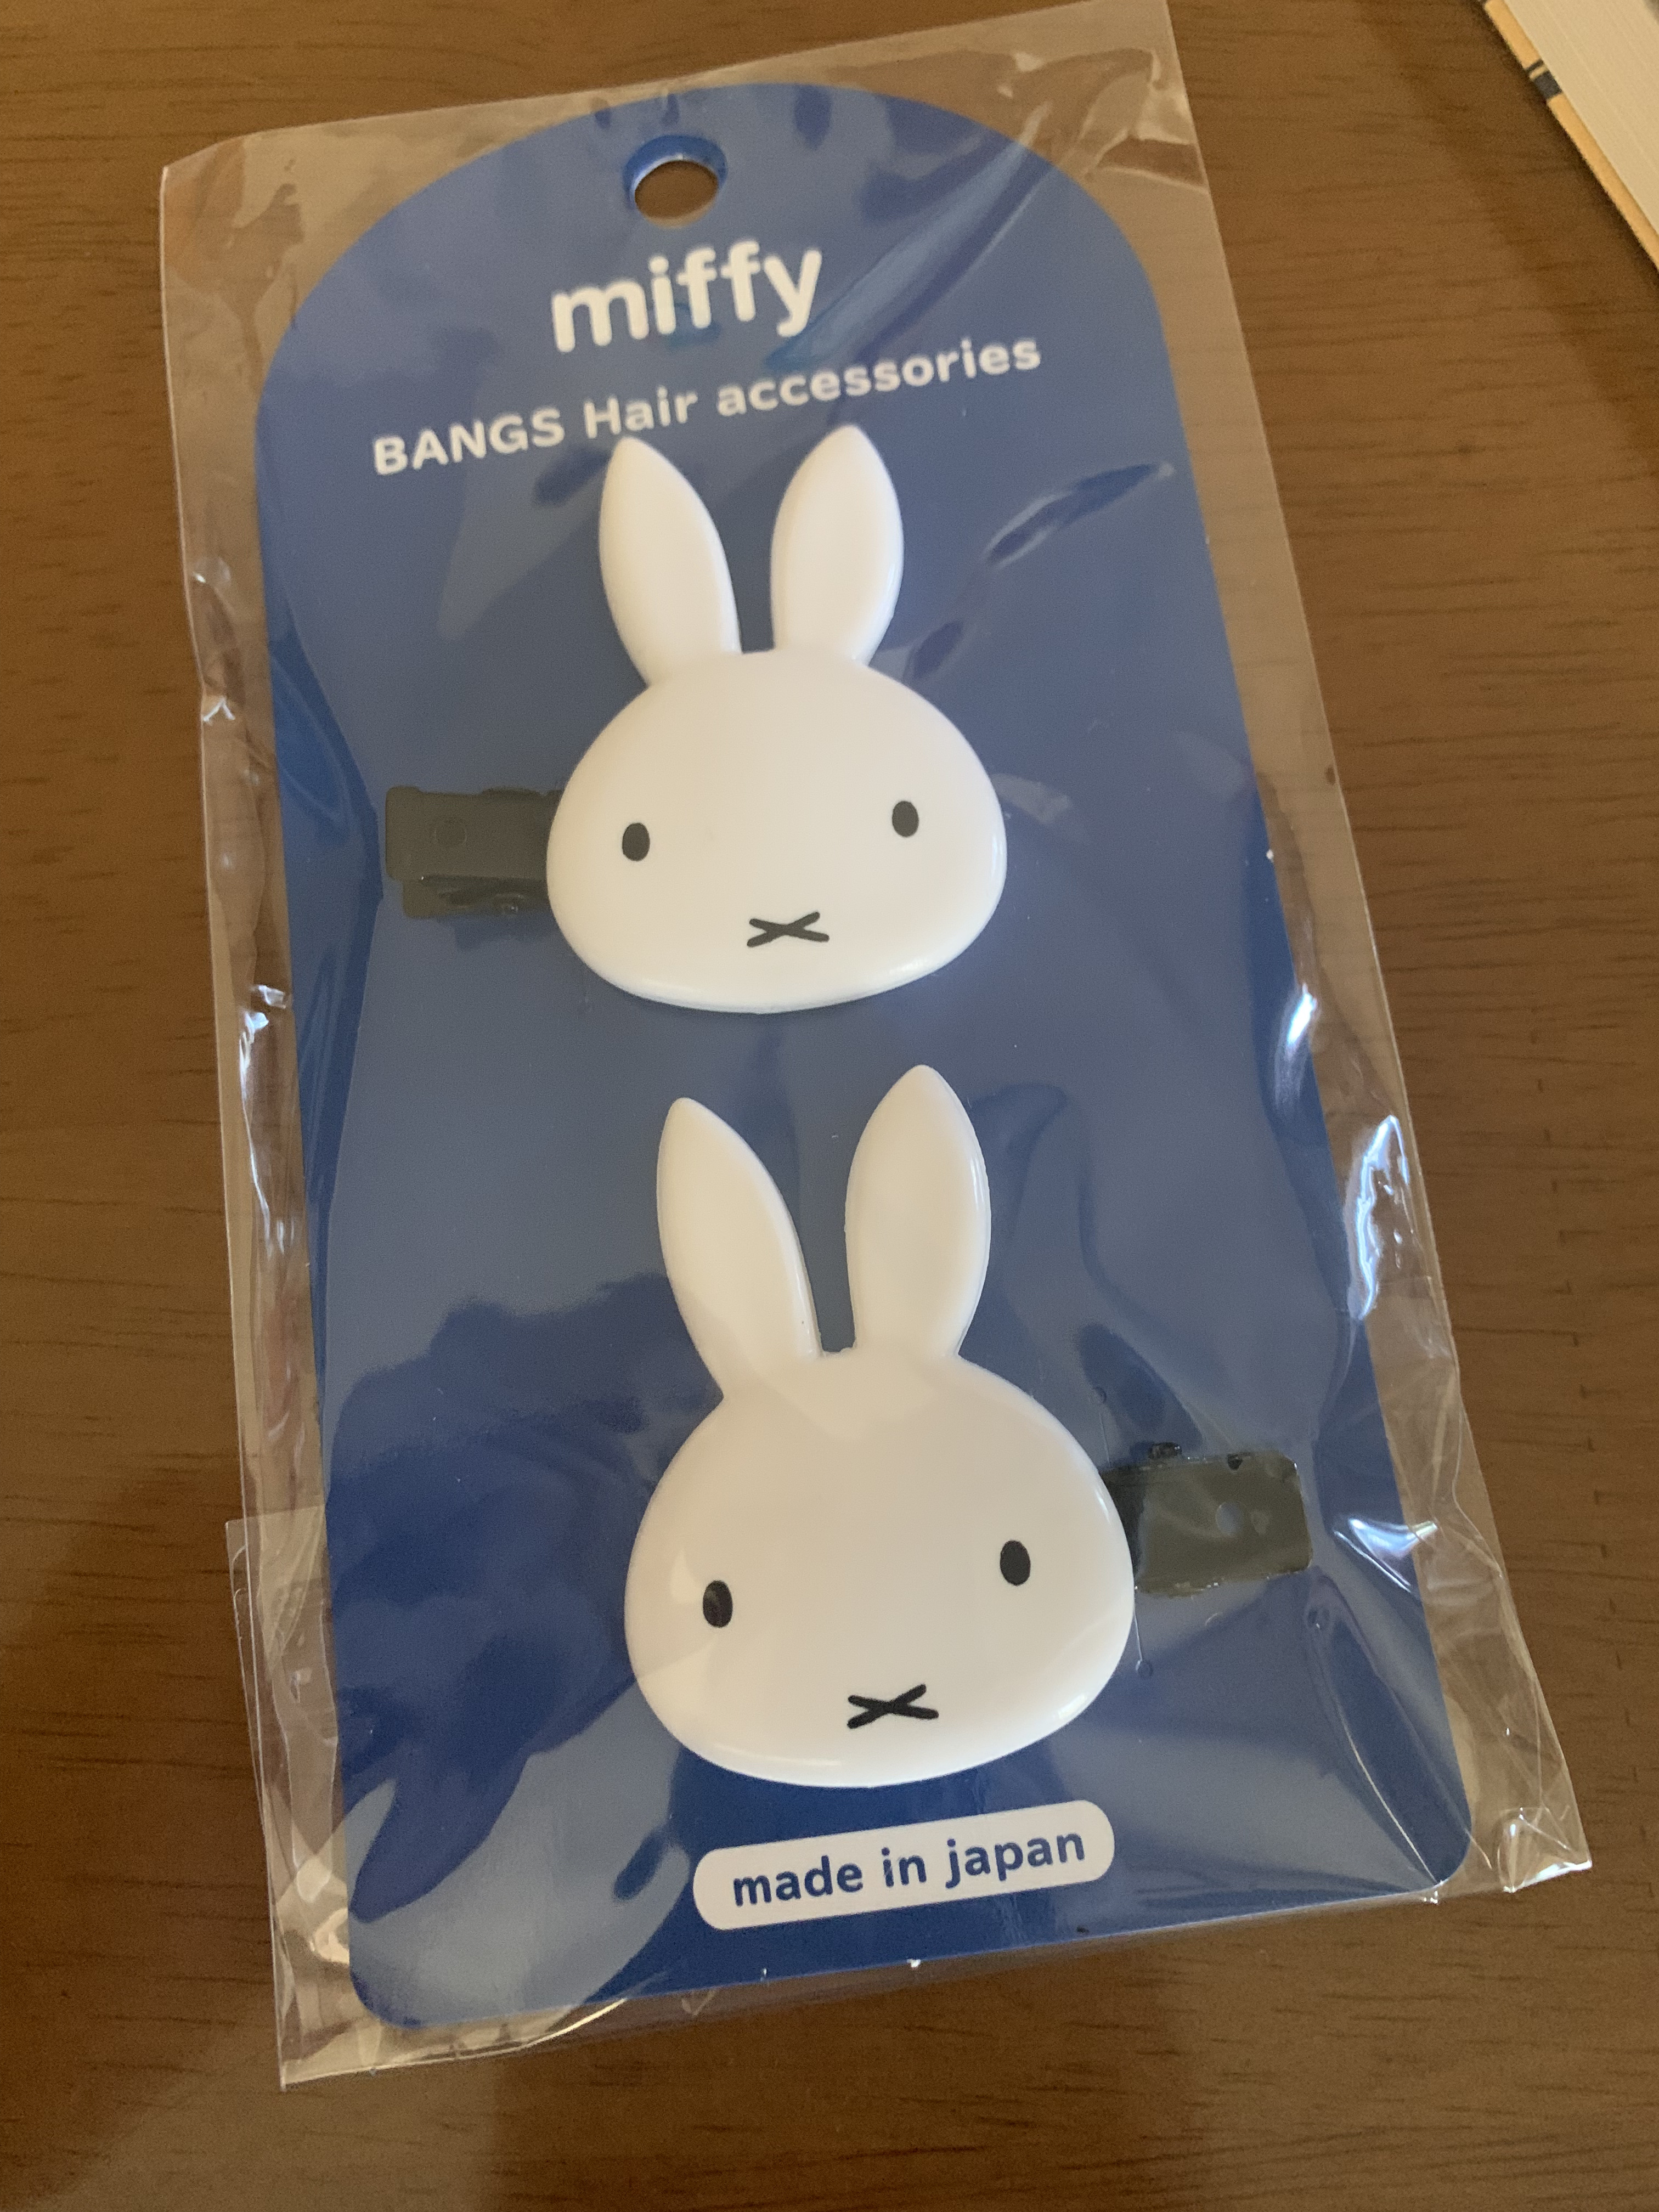 miffy
BANGS Hair accessories
made in japan